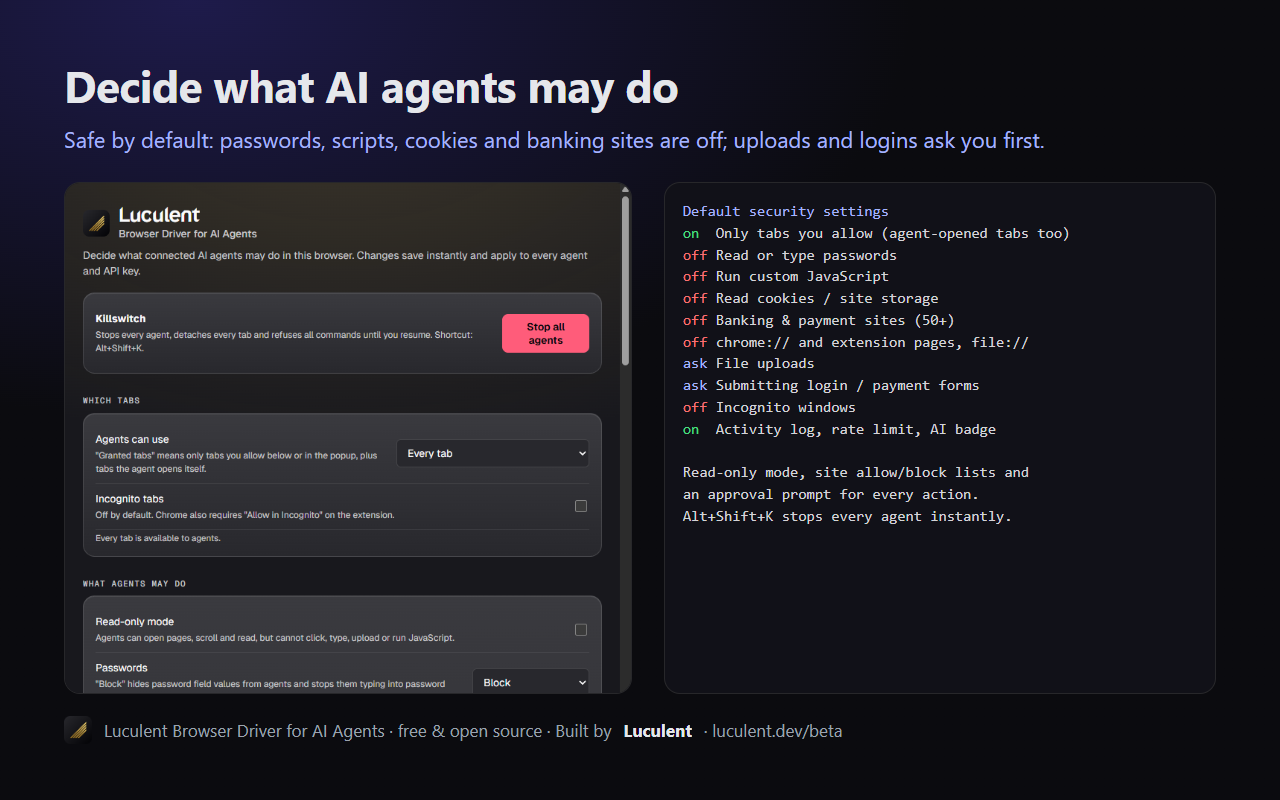 Decide what AI agents may do
Safe by default: passwords, scripts, cookies and banking sites are off; uploads and logins ask you first.
Luculent
Browser Driver for AI Agents
Decide what connected AI agents may do in this browser. Changes save instantly and apply to every agent
and API key.
Killswitch
Stops every agent, detaches every tab and refuses all commands until you resume. Shortcut:
Alt+Shift+K.
Stop all
agents
WHICH TABS
Agents can use
"Granted tabs" means only tabs you allow below or in the popup, plus
tabs the agent opens itself.
Every tab
Incognito tabs
Off by default. Chrome also requires "Allow in Incognito" on the extension.
Every tab is available to agents.
WHAT AGENTS MAY DO
Read-only mode
Agents can open pages, scroll and read, but cannot click, type, upload or run JavaScript.
Passwords
"Block" hides password field values from agents and stops them typing into password
Block
Default security settings
on Only tabs you allow (agent-opened tabs too)
off Read or type passwords
off Run custom JavaScript
off Read cookies / site storage
off Banking & payment sites (50+)
off chrome:// and extension pages, file://
ask File uploads
ask Submitting login / payment forms
off Incognito windows
on Activity log, rate limit, AI badge
Read-only mode, site allow/block lists and
an approval prompt for every action.
Alt+Shift+K stops every agent instantly.
Luculent Browser Driver for AI Agents · free & open source · Built by Luculent · luculent.dev/beta